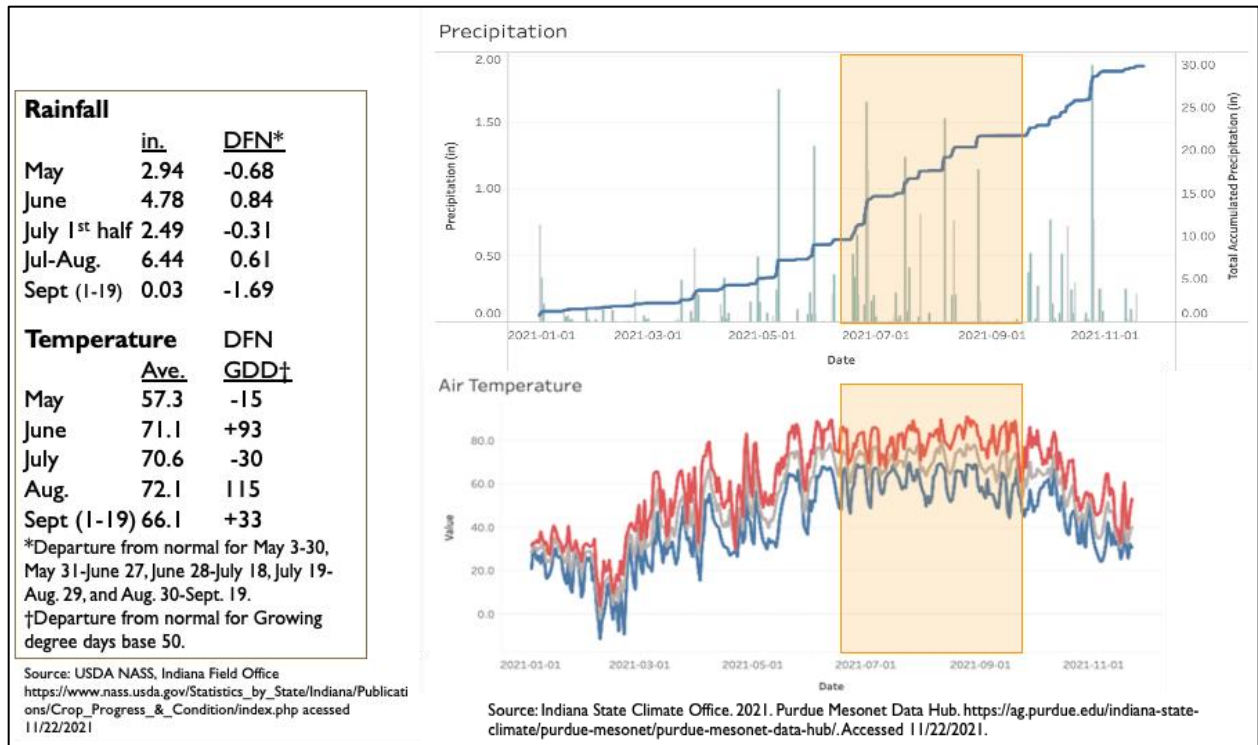 Rainfall
in. DFN*
May 2.94 -0.68
June 4.78 0.84
July 1st half 2.49 -0.31
Jul-Aug. 6.44 0.61
Sept (1-19) 0.03 -1.69
Temperature DFN
Ave. GDD†
May 57.3 -15
June 71.1 +93
July 70.6 -30
Aug. 72.1 115
Sept (1-19) 66.1 +33
*Departure from normal for May 3-30,
May 31-June 27, June 28-July 18, July 19-
Aug. 29, and Aug. 30-Sept. 19.
†Departure from normal for Growing
degree days base 50.
Source: USDA NASS, Indiana Field Office
https://www.nass.usda.gov/Statistics_by_State/Indiana/Publicati
ons/Crop_Progress_&_Condition/index.php acessed
11/22/2021
Precipitation
2.00
1.50
1.00
0.50
0.00
Precipitation (in)
30.00
25.00
20.00
15.00
10.00
5.00
0.00
Total Accumulated Precipitation (in)
2021-01-01 2021-03-01 2021-05-01 2021-07-01 2021-09-01 2021-11-01
Date
Air Temperature
80.0
60.0
40.0
20.0
0.0
Value
2021-01-01 2021-03-01 2021-05-01 2021-07-01 2021-09-01 2021-11-01
Date
Source: Indiana State Climate Office. 2021. Purdue Mesonet Data Hub. https://ag.purdue.edu/indiana-state-
climate/purdue-mesonet/purdue-mesonet-data-hub/. Accessed 11/22/2021.